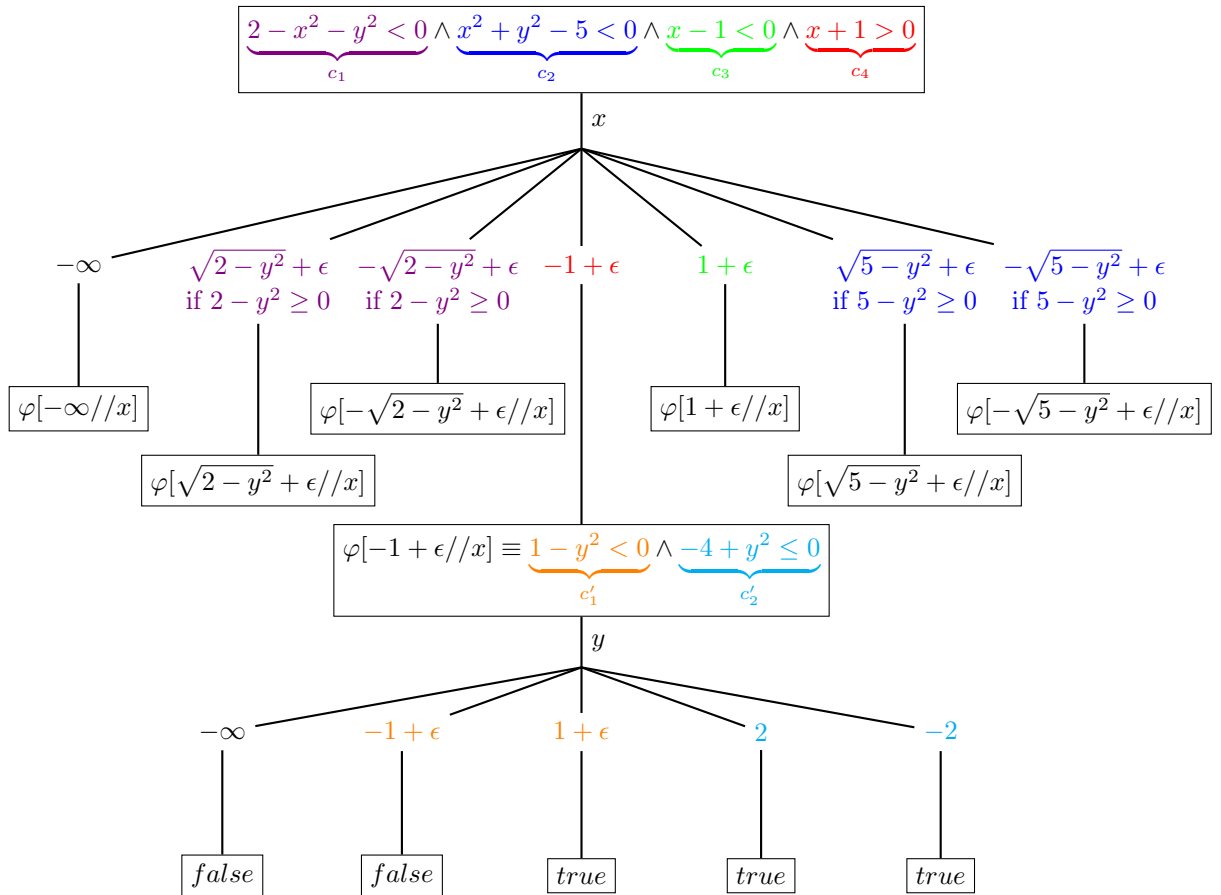 2 − x² − y² < 0 ∧ x² + y² − 5 < 0 ∧ x − 1 < 0 ∧ x + 1 > 0
c₁ c₂ c₃ c₄
x
−∞ √(2 − y²) + ϵ −√(2 − y²) + ϵ −1 + ϵ 1 + ϵ √(5 − y²) + ϵ −√(5 − y²) + ϵ
if 2 − y² ≥ 0 if 2 − y² ≥ 0 if 5 − y² ≥ 0 if 5 − y² ≥ 0
φ[−∞//x] φ[−√(2 − y²) + ϵ//x] φ[1 + ϵ//x] φ[−√(5 − y²) + ϵ//x]
φ[√(2 − y²) + ϵ//x] φ[√(5 − y²) + ϵ//x]
φ[−1 + ϵ//x] ≡ 1 − y² < 0 ∧ −4 + y² ≤ 0
c′₁ c′₂
y
−∞ −1 + ϵ 1 + ϵ 2 −2
false false true true true